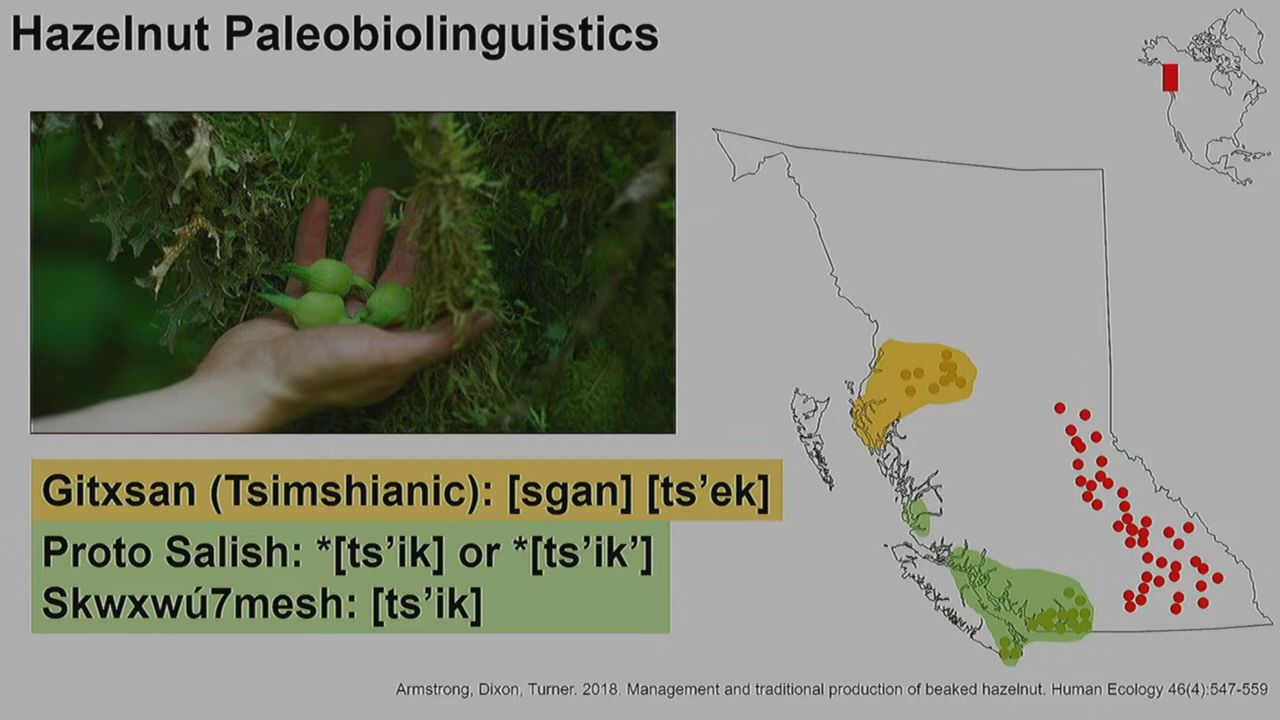 Hazelnut Paleobiolinguistics
Gitxsan (Tsimshianic): [sgan] [ts’ek]
Proto Salish: *[ts’ik] or *[ts’ik’]
Skwxwú7mesh: [ts’ik]
Armstrong, Dixon, Turner. 2018. Management and traditional production of beaked hazelnut. Human Ecology 46(4):547-559